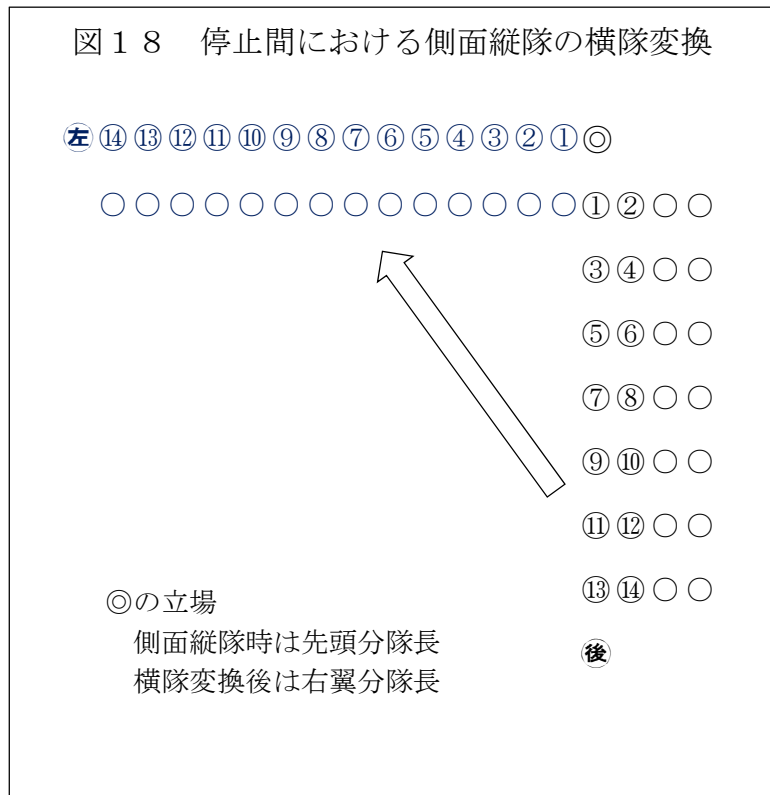 図18　停止間における側面縦隊の横隊変換
左⑭⑬⑫⑪⑩⑨⑧⑦⑥⑤④③②①◎
○○○○○○○○○○○○○○①②○○
③④○○
⑤⑥○○
⑦⑧○○
⑨⑩○○
⑪⑫○○
⑬⑭○○
後
◎の立場
側面縦隊時は先頭分隊長
横隊変換後は右翼分隊長